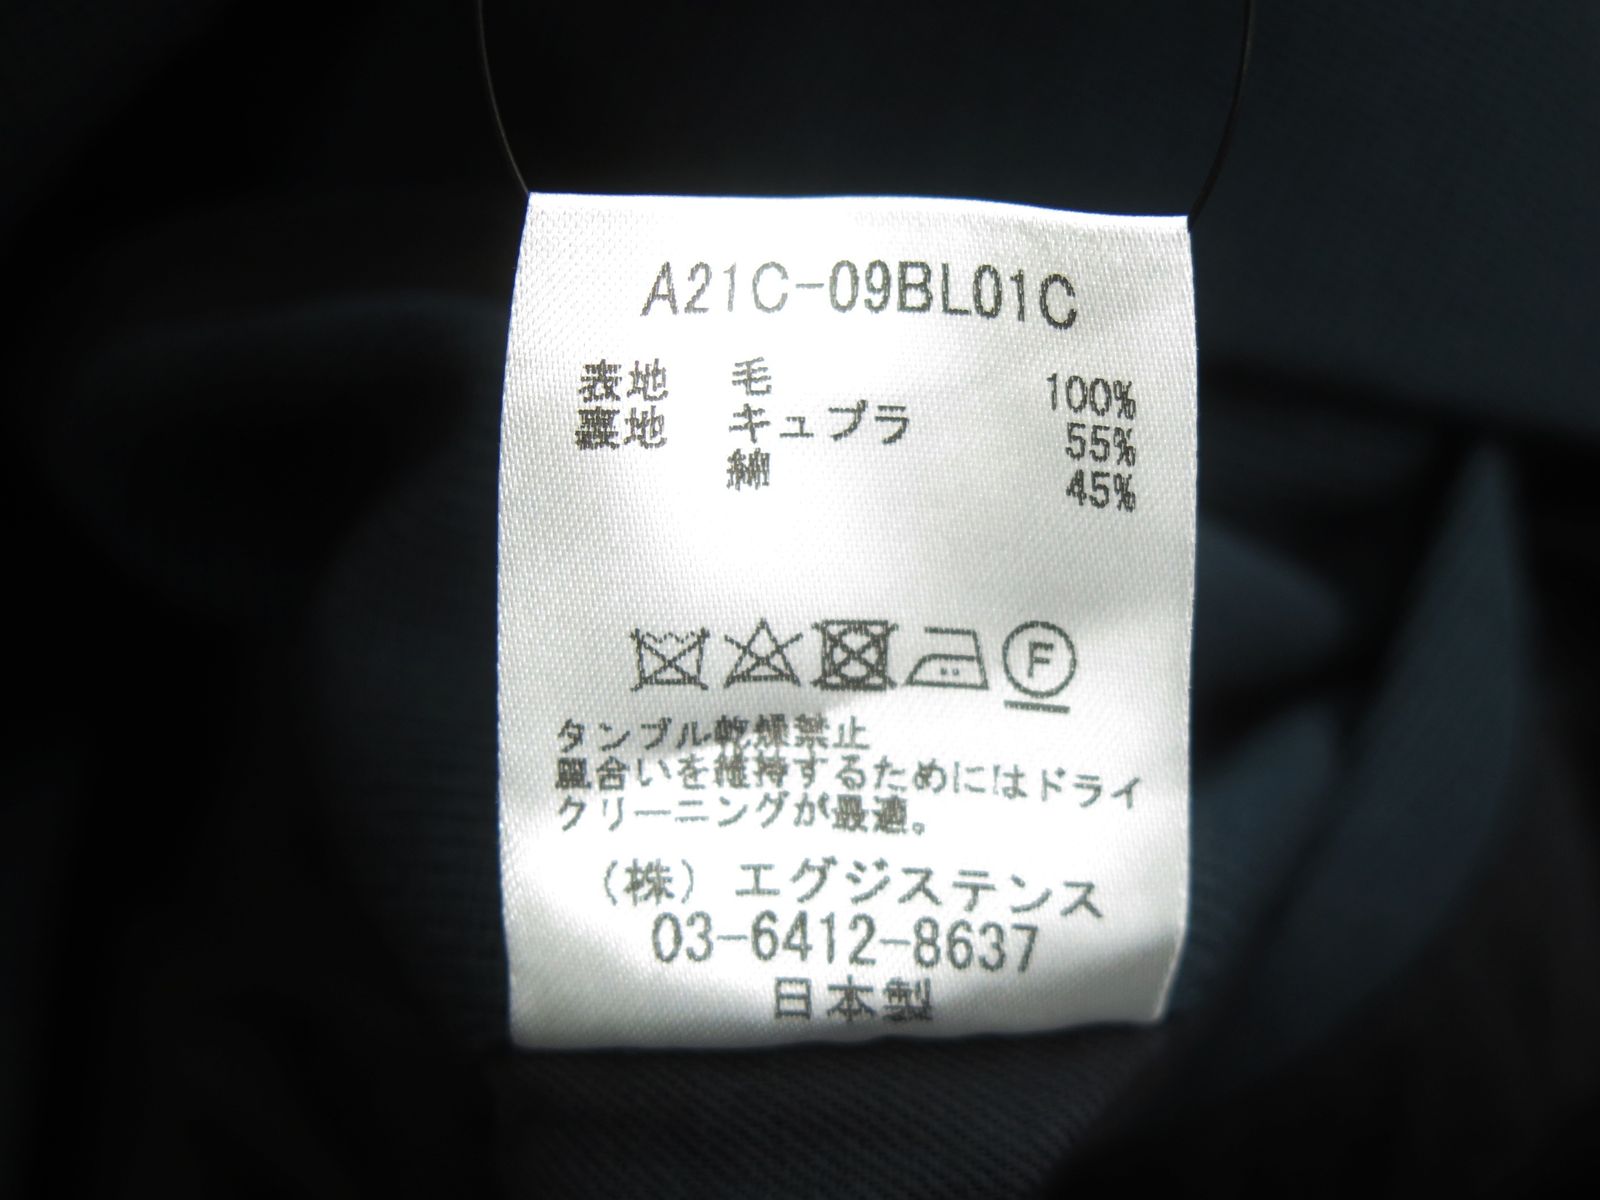 A21C-09BL01C
表地 毛 100%
裏地 キュプラ 55%
綿 45%
F
タンブル乾燥禁止
風合いを維持するためにはドライ
クリーニングが最適。
(株) エグジステンス
03-6412-8637
日本製